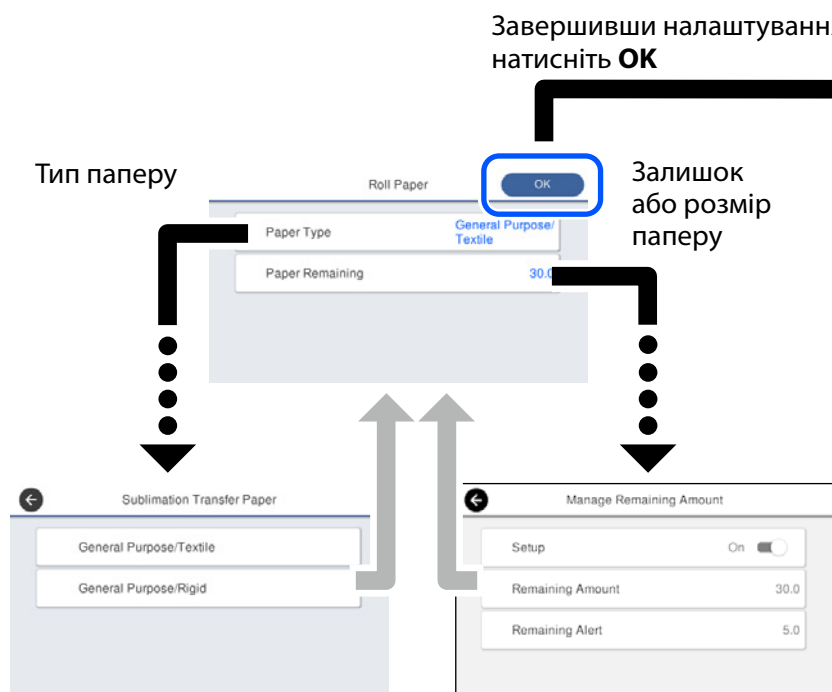 Завершивши налаштування
натисніть OK
Тип паперу
Roll Paper
OK
Залишок
або розмір
паперу
Paper Type
General Purpose/
Textile
Paper Remaining
30.0
Sublimation Transfer Paper
General Purpose/Textile
General Purpose/Rigid
Manage Remaining Amount
Setup
On
Remaining Amount
30.0
Remaining Alert
5.0